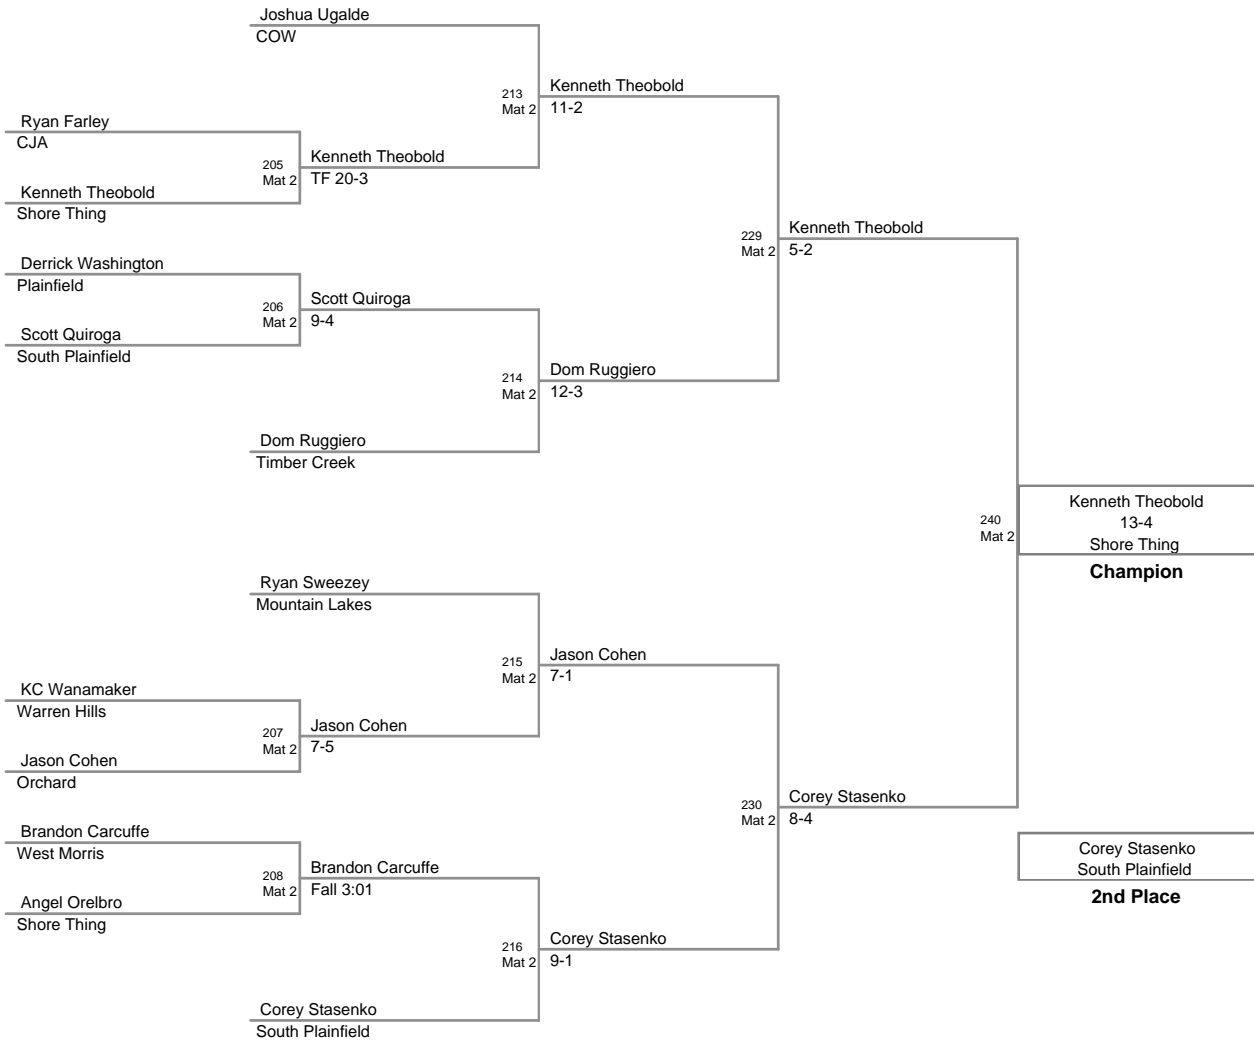 Joshua Ugalde
COW
213
Mat 2
Kenneth Theobold
11-2
Ryan Farley
CJA
205
Mat 2
Kenneth Theobold
TF 20-3
Kenneth Theobold
Shore Thing
229
Mat 2
Kenneth Theobold
5-2
Derrick Washington
Plainfield
206
Mat 2
Scott Quiroga
9-4
Scott Quiroga
South Plainfield
214
Mat 2
Dom Ruggiero
12-3
Dom Ruggiero
Timber Creek
240
Mat 2
Kenneth Theobold
13-4
Shore Thing
Champion
Ryan Sweezey
Mountain Lakes
215
Mat 2
Jason Cohen
7-1
KC Wanamaker
Warren Hills
207
Mat 2
Jason Cohen
7-5
Jason Cohen
Orchard
230
Mat 2
Corey Stasenko
8-4
Brandon Carcuffe
West Morris
208
Mat 2
Brandon Carcuffe
Fall 3:01
Angel Orelbro
Shore Thing
216
Mat 2
Corey Stasenko
9-1
Corey Stasenko
South Plainfield
Corey Stasenko
South Plainfield
2nd Place